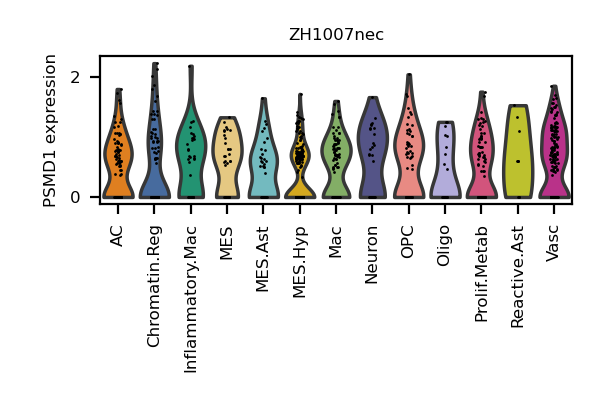 ZH1007nec
PSMD1 expression
2
0
AC
Chromatin.Reg
Inflammatory.Mac
MES
MES.Ast
MES.Hyp
Mac
Neuron
OPC
Oligo
Prolif.Metab
Reactive.Ast
Vasc